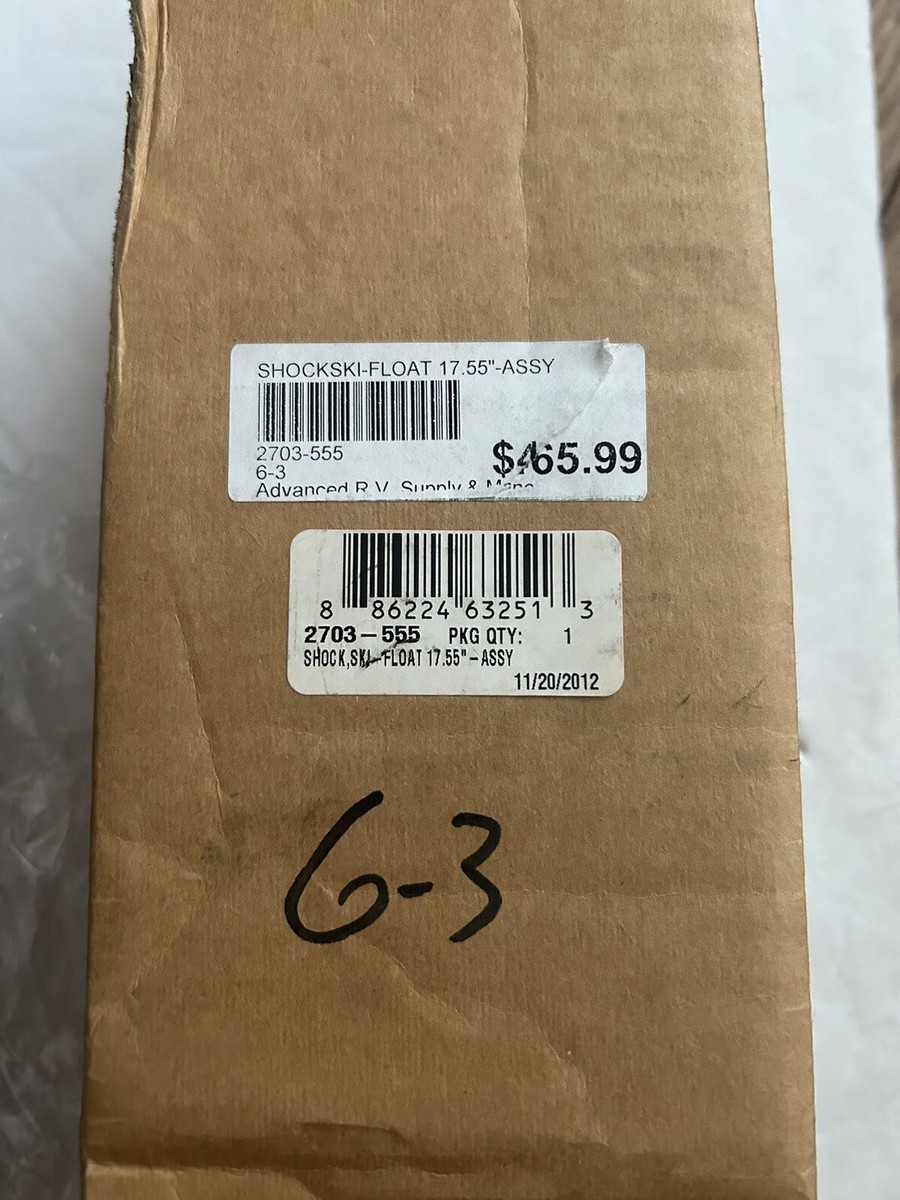 SHOCKSKI-FLOAT 17.55"-ASSY
2703-555
6-3
$465.99
Advanced R.V. Supply &
8 86224 63251 3
2703-555 PKG QTY: 1
SHOCK,SKI-FLOAT 17.55"-ASSY
11/20/2012
6-3